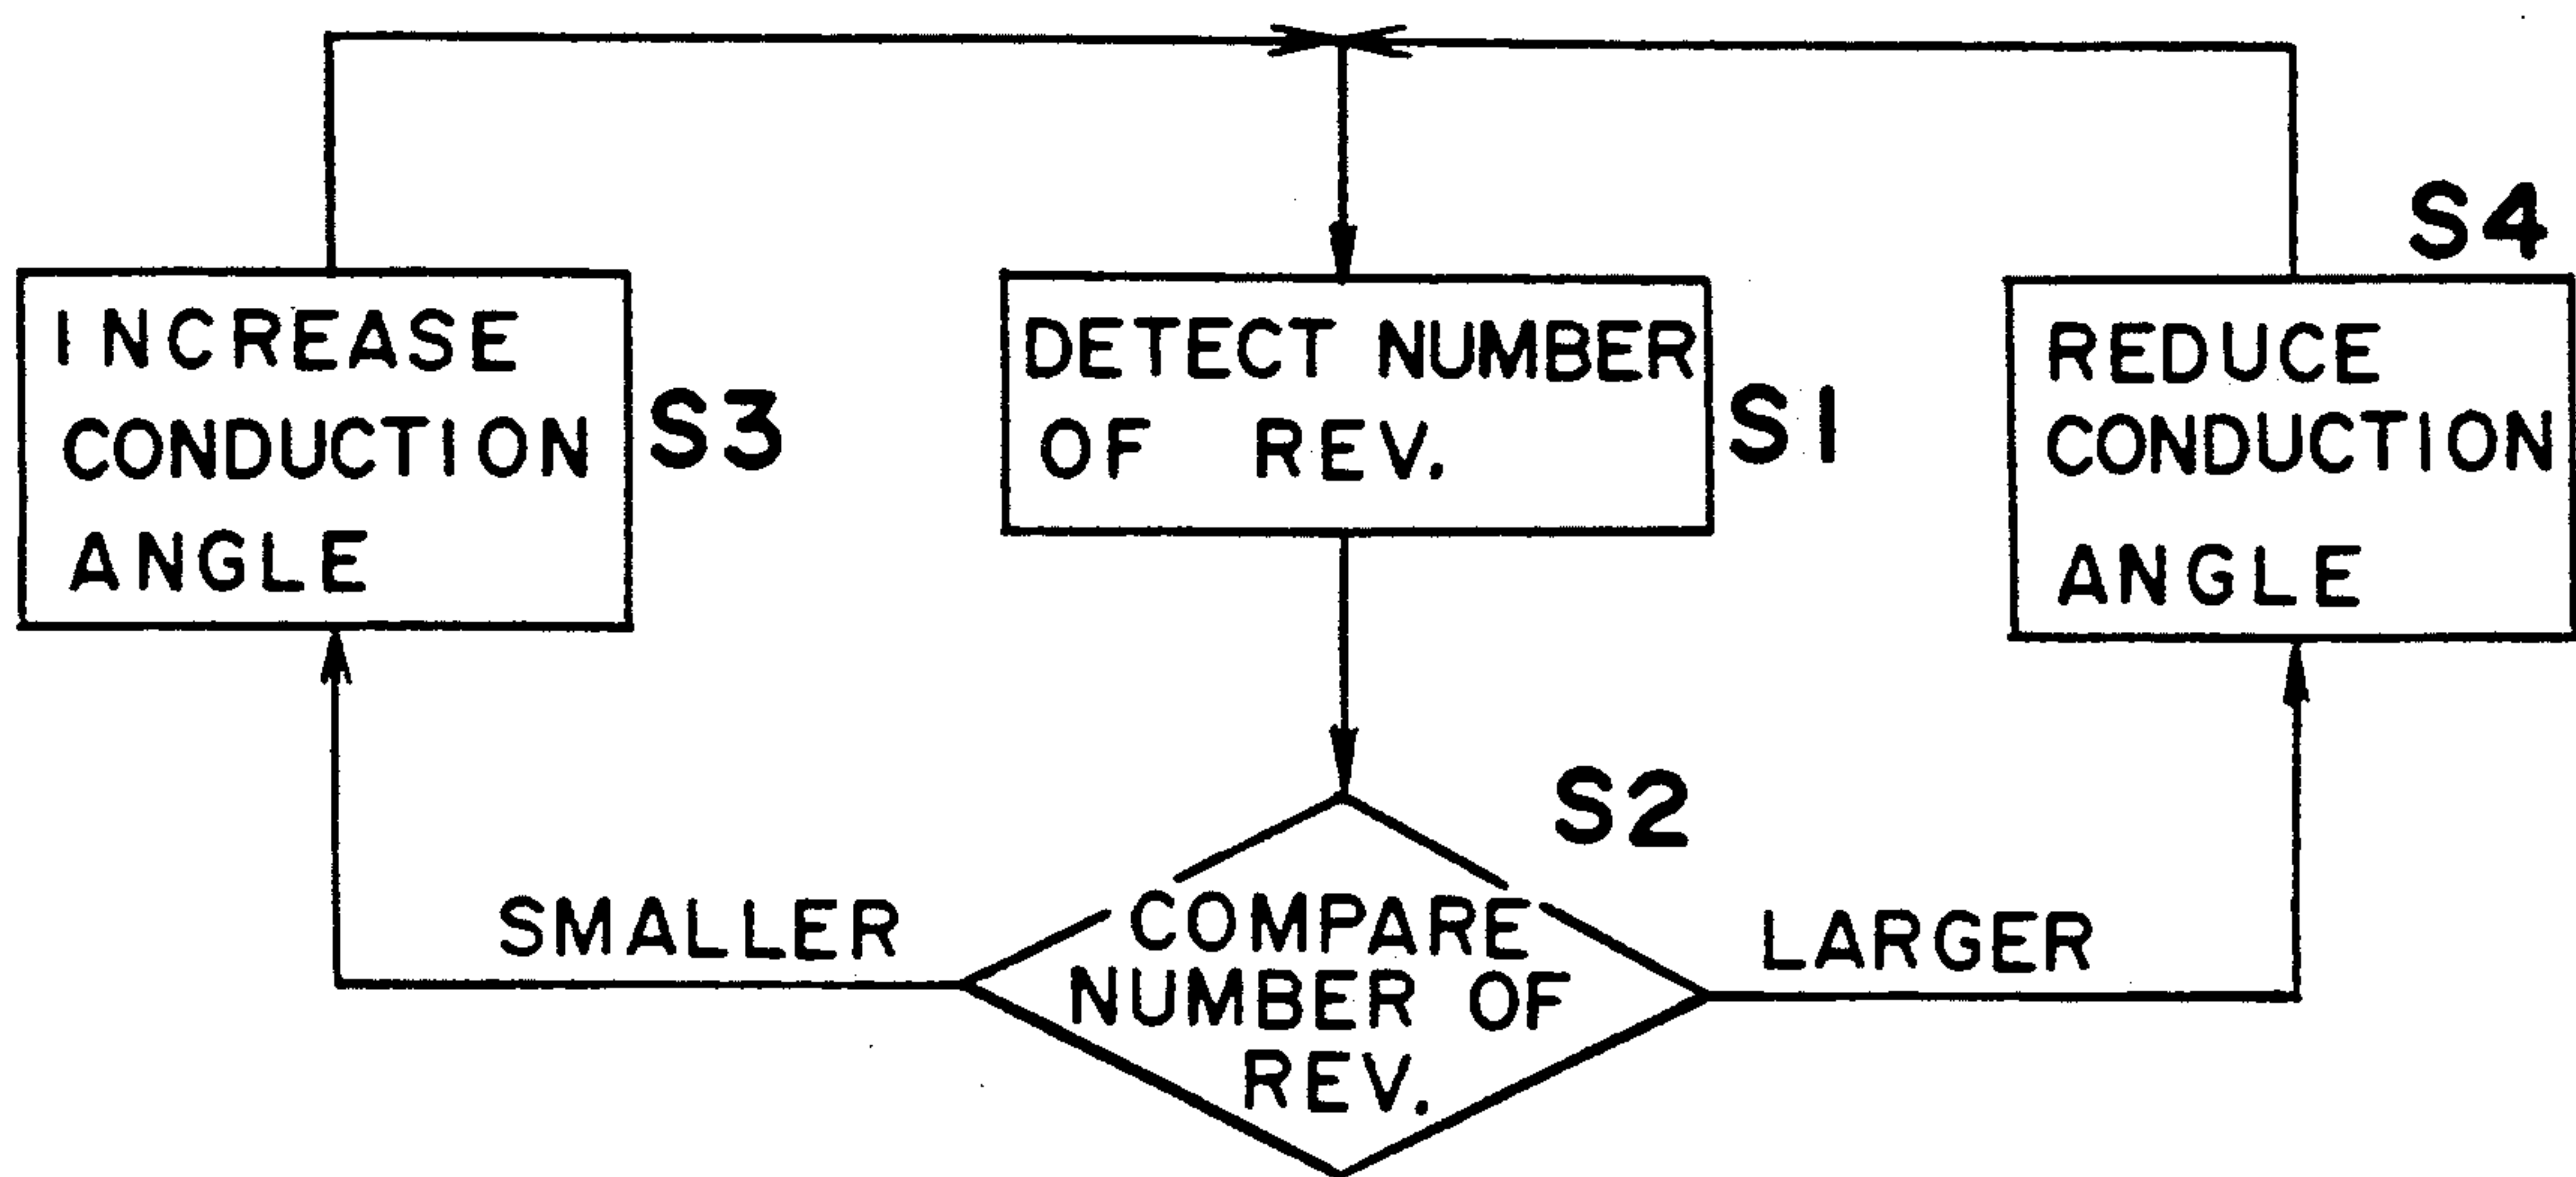 S4
INCREASE
CONDUCTION
ANGLE
S3
DETECT NUMBER
OF REV.
S1
REDUCE
CONDUCTION
ANGLE
S2
SMALLER
COMPARE
NUMBER OF
REV.
LARGER